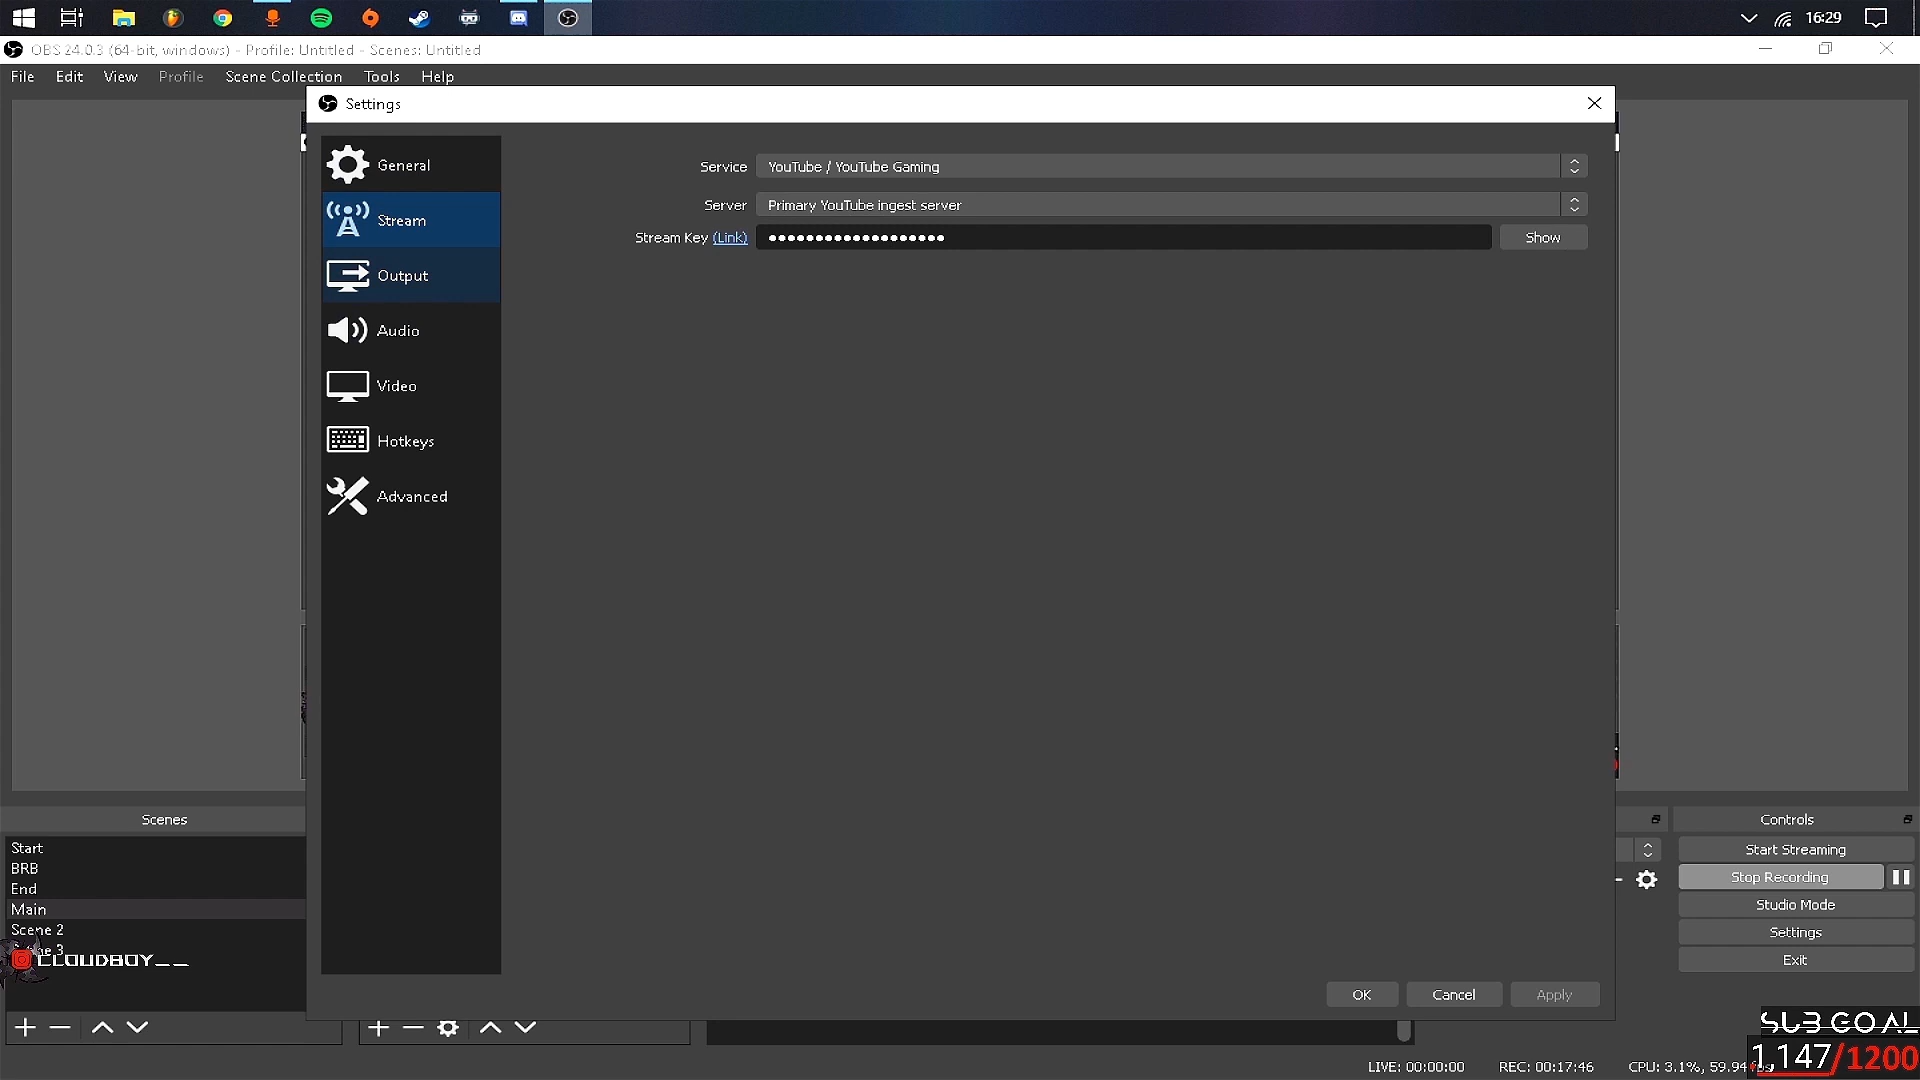 16:29
OBS 24.0.3 (64-bit, windows) - Profile: Untitled - Scenes: Untitled
File Edit View Profile Scene Collection Tools Help
Settings
General
Stream
Output
Audio
Video
Hotkeys
Advanced
Service YouTube / YouTube Gaming
Server Primary YouTube ingest server
Stream Key (Link) ●●●●●●●●●●●●●●●●●●● Show
OK Cancel Apply
Scenes
Start
BRB
End
Main
Scene 2
CLOUDBOY__
Controls
Start Streaming
Stop Recording
Studio Mode
Settings
Exit
SUB GOAL
1,147/1200
LIVE: 00:00:00 REC: 00:17:46 CPU: 3.1%, 59.94